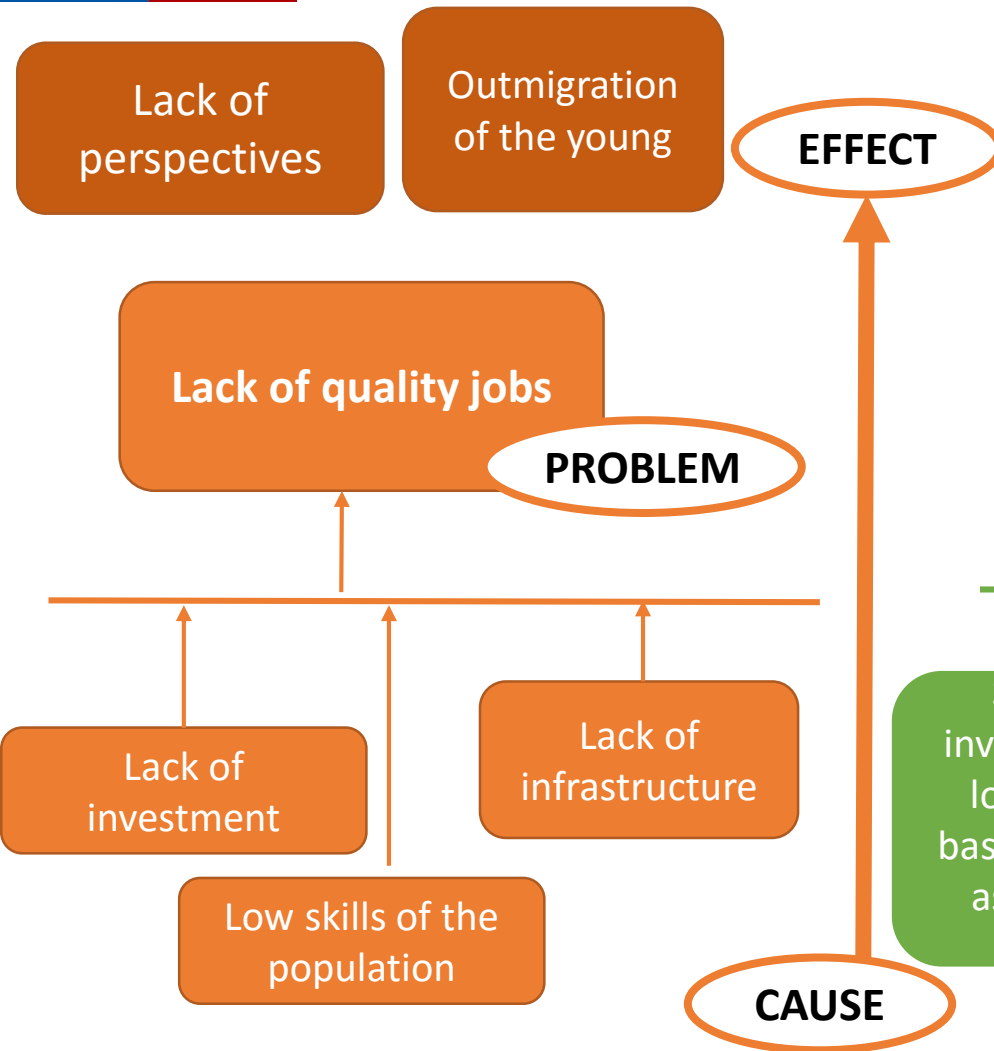 Lack of
perspectives
Outmigration
of the young
EFFECT
Lack of quality jobs
PROBLEM
Lack of
investment
Lack of
infrastructure
Low skills of the
population
CAUSE